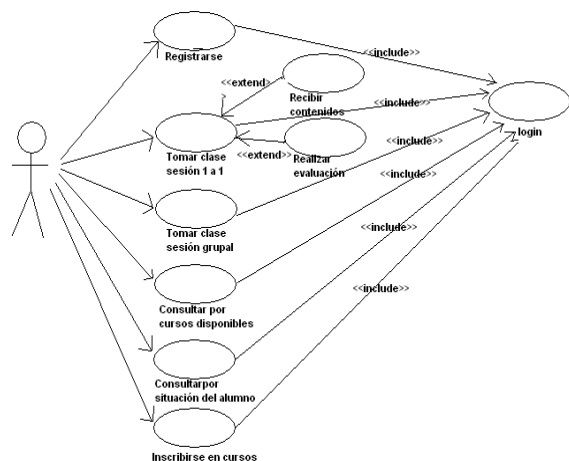 Registrarse
<<include>>
<<extend>>
Recibir
contenidos
<<include>>
login
Tomar clase
sesión 1 a 1
<<extend>>
Realizar
evaluación
<<include>>
Tomar clase
sesión grupal
<<include>>
Consultar por
cursos disponibles
<<include>>
Consultarpor
situación del alumno
<<include>>
Inscribirse en cursos